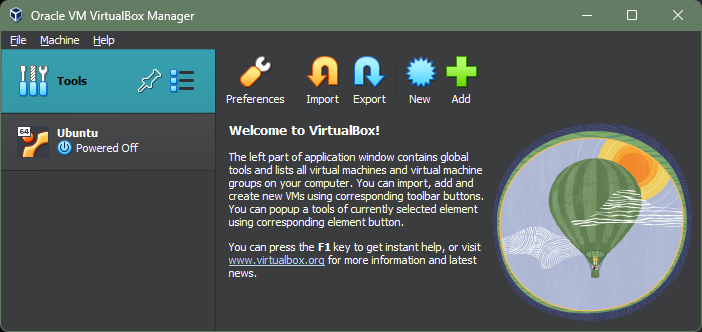 Oracle VM VirtualBox Manager
File Machine Help
Tools
Preferences Import Export New Add
64
Ubuntu
Powered Off
Welcome to VirtualBox!
The left part of application window contains global
tools and lists all virtual machines and virtual machine
groups on your computer. You can import, add and
create new VMs using corresponding toolbar buttons.
You can popup a tools of currently selected element
using corresponding element button.
You can press the F1 key to get instant help, or visit
www.virtualbox.org for more information and latest
news.